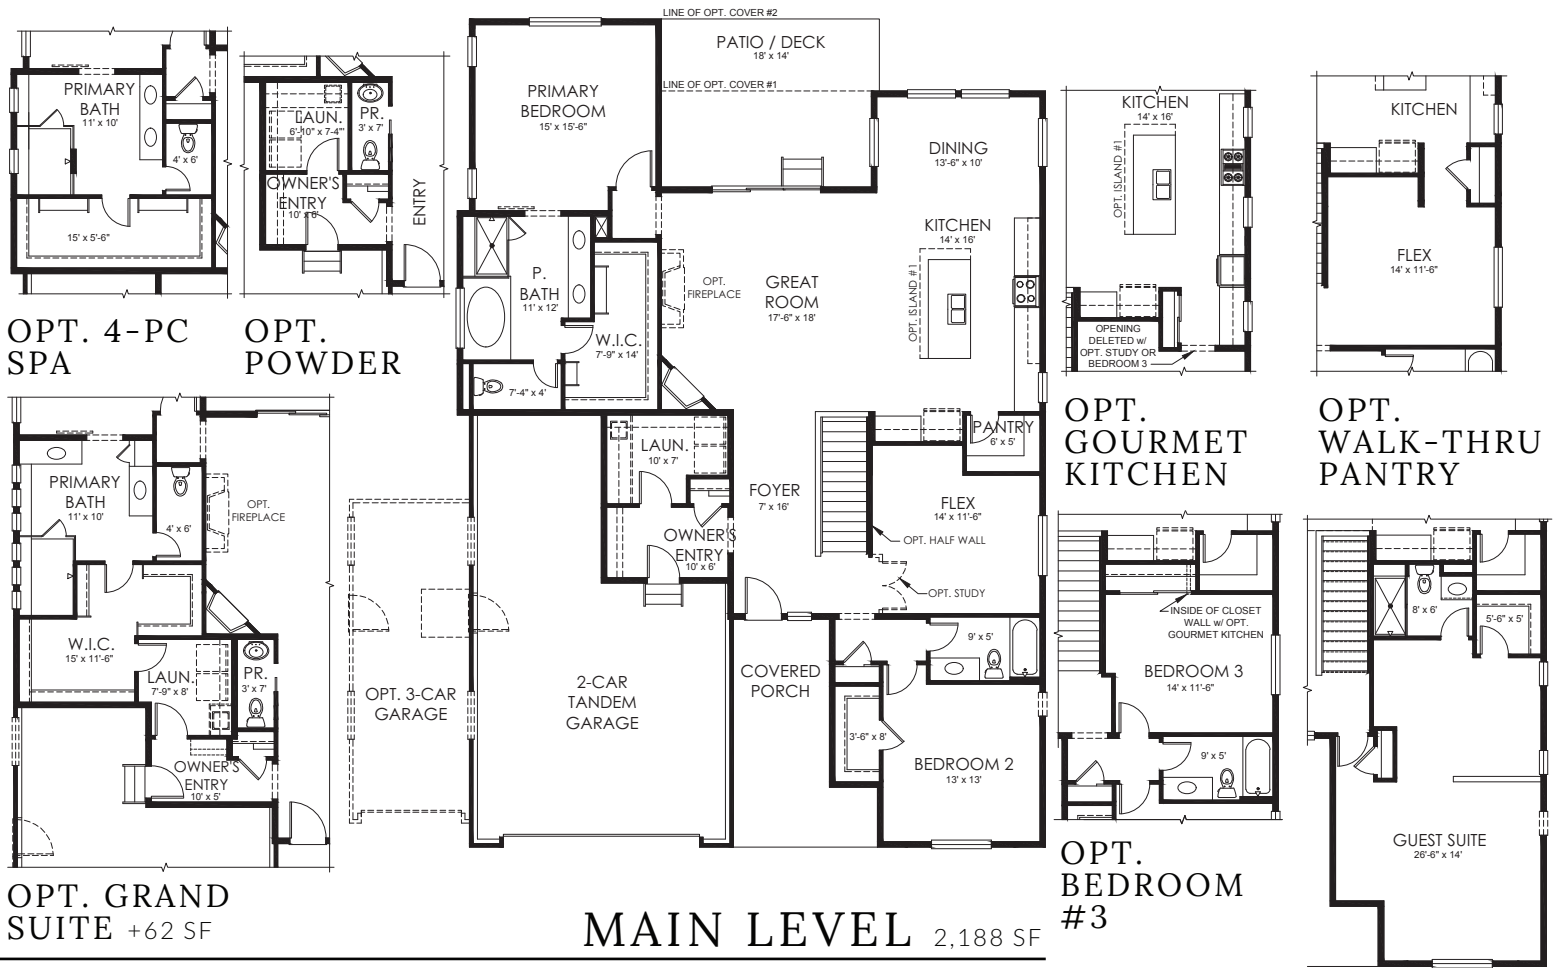 PRIMARY
BATH
11' x 10'
4' x 6'
15' x 5'-6"
OPT. 4-PC
SPA
LAUN.
6'-10" x 7'-4"
PR.
3' x 7'
OWNER'S
ENTRY
10' x 6'
ENTRY
OPT.
POWDER
PRIMARY
BATH
11' x 10'
4' x 6'
OPT.
FIREPLACE
W.I.C.
15' x 11'-6"
LAUN.
7'-9" x 8'
PR.
3' x 7'
OWNER'S
ENTRY
10' x 5'
OPT. GRAND
SUITE +62 SF
LINE OF OPT. COVER #2
PATIO / DECK
18' x 14'
LINE OF OPT. COVER #1
PRIMARY
BEDROOM
15' x 15'-6"
DINING
13'-6" x 10'
KITCHEN
14' x 16'
OPT. ISLAND #1
P.
BATH
11' x 12'
OPT.
FIREPLACE
GREAT
ROOM
17'-6" x 18'
W.I.C.
7'-9" x 14'
7'-4" x 4'
LAUN.
10' x 7'
PANTRY
6' x 5'
FOYER
7' x 16'
FLEX
14' x 11'-6"
OPT. HALF WALL
OWNER'S
ENTRY
10' x 6'
OPT. STUDY
9' x 5'
OPT. 3-CAR
GARAGE
2-CAR
TANDEM
GARAGE
COVERED
PORCH
3'-6" x 8'
BEDROOM 2
13' x 13'
MAIN LEVEL 2,188 SF
KITCHEN
14' x 16'
OPT. ISLAND #1
OPENING
DELETED w/
OPT. STUDY OR
BEDROOM 3
OPT.
GOURMET
KITCHEN
KITCHEN
FLEX
14' x 11'-6"
OPT.
WALK-THRU
PANTRY
INSIDE OF CLOSET
WALL w/ OPT.
GOURMET KITCHEN
BEDROOM 3
14' x 11'-6"
9' x 5'
OPT.
BEDROOM
#3
8' x 6'
5'-6" x 5'
GUEST SUITE
26'-6" x 14'